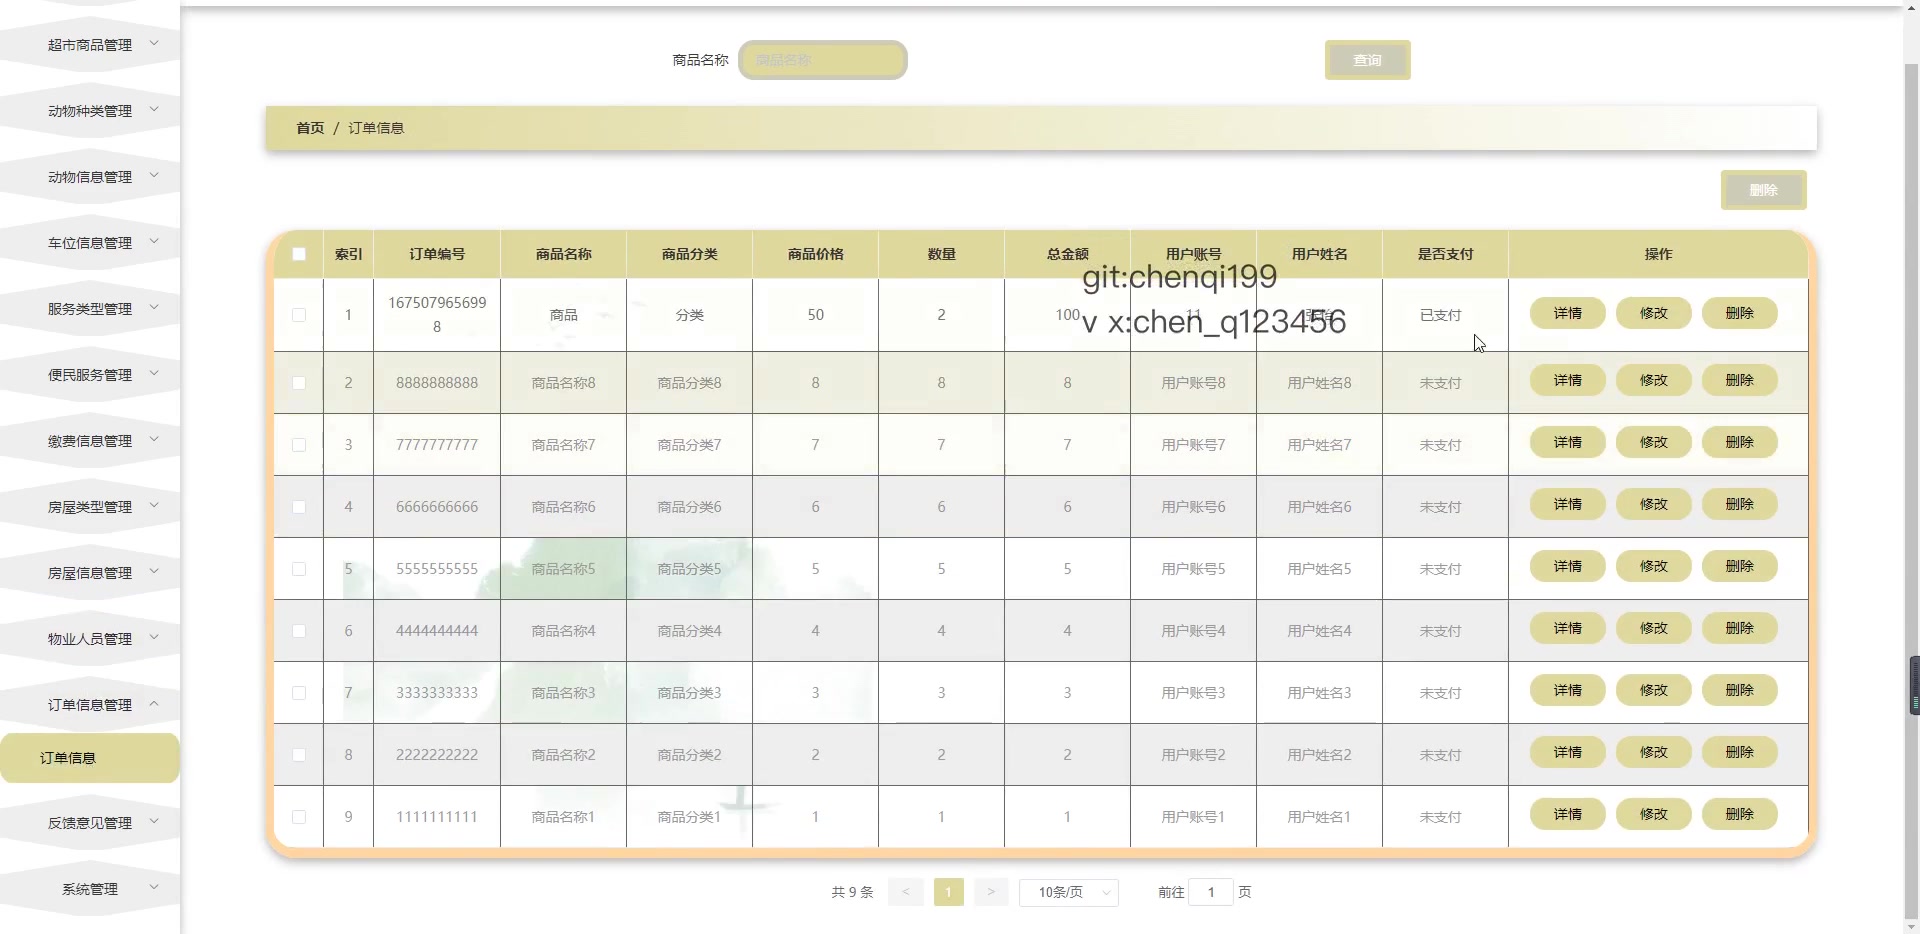 超市商品管理
动物种类管理
动物信息管理
车位信息管理
服务类型管理
便民服务管理
缴费信息管理
房屋类型管理
房屋信息管理
物业人员管理
订单信息管理
订单信息
反馈意见管理
系统管理
商品名称 商品名称 查询
首页 / 订单信息
删除
索引 订单编号 商品名称 商品分类 商品价格 数量 总金额 用户账号 用户姓名 是否支付 操作
git:chenqi199
v x:chen_q123456
1 1675079656998 商品 分类 50 2 100 11 已支付 详情 修改 删除
2 8888888888 商品名称8 商品分类8 8 8 8 用户账号8 用户姓名8 未支付 详情 修改 删除
3 7777777777 商品名称7 商品分类7 7 7 7 用户账号7 用户姓名7 未支付 详情 修改 删除
4 6666666666 商品名称6 商品分类6 6 6 6 用户账号6 用户姓名6 未支付 详情 修改 删除
5 5555555555 商品名称5 商品分类5 5 5 5 用户账号5 用户姓名5 未支付 详情 修改 删除
6 4444444444 商品名称4 商品分类4 4 4 4 用户账号4 用户姓名4 未支付 详情 修改 删除
7 3333333333 商品名称3 商品分类3 3 3 3 用户账号3 用户姓名3 未支付 详情 修改 删除
8 2222222222 商品名称2 商品分类2 2 2 2 用户账号2 用户姓名2 未支付 详情 修改 删除
9 1111111111 商品名称1 商品分类1 1 1 1 用户账号1 用户姓名1 未支付 详情 修改 删除
共 9 条 < 1 > 10条/页 前往 1 页